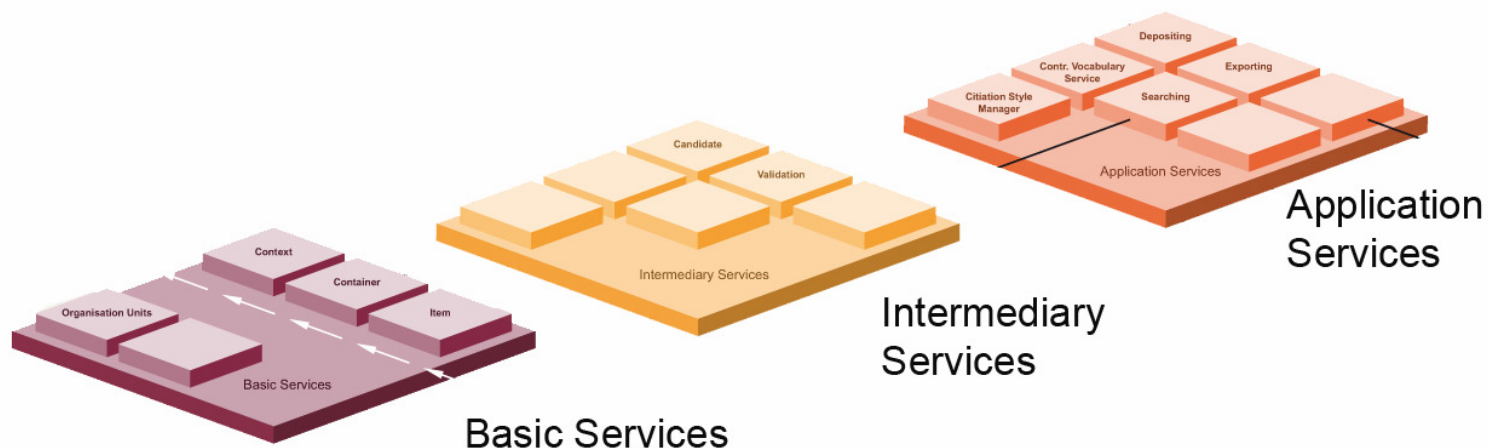 Depositing
Contr. Vocabulary
Service
Exporting
Citiation Style
Manager
Searching
Application Services
Application
Services
Candidate
Validation
Intermediary Services
Intermediary
Services
Context
Container
Organisation Units
Item
Basic Services
Basic Services